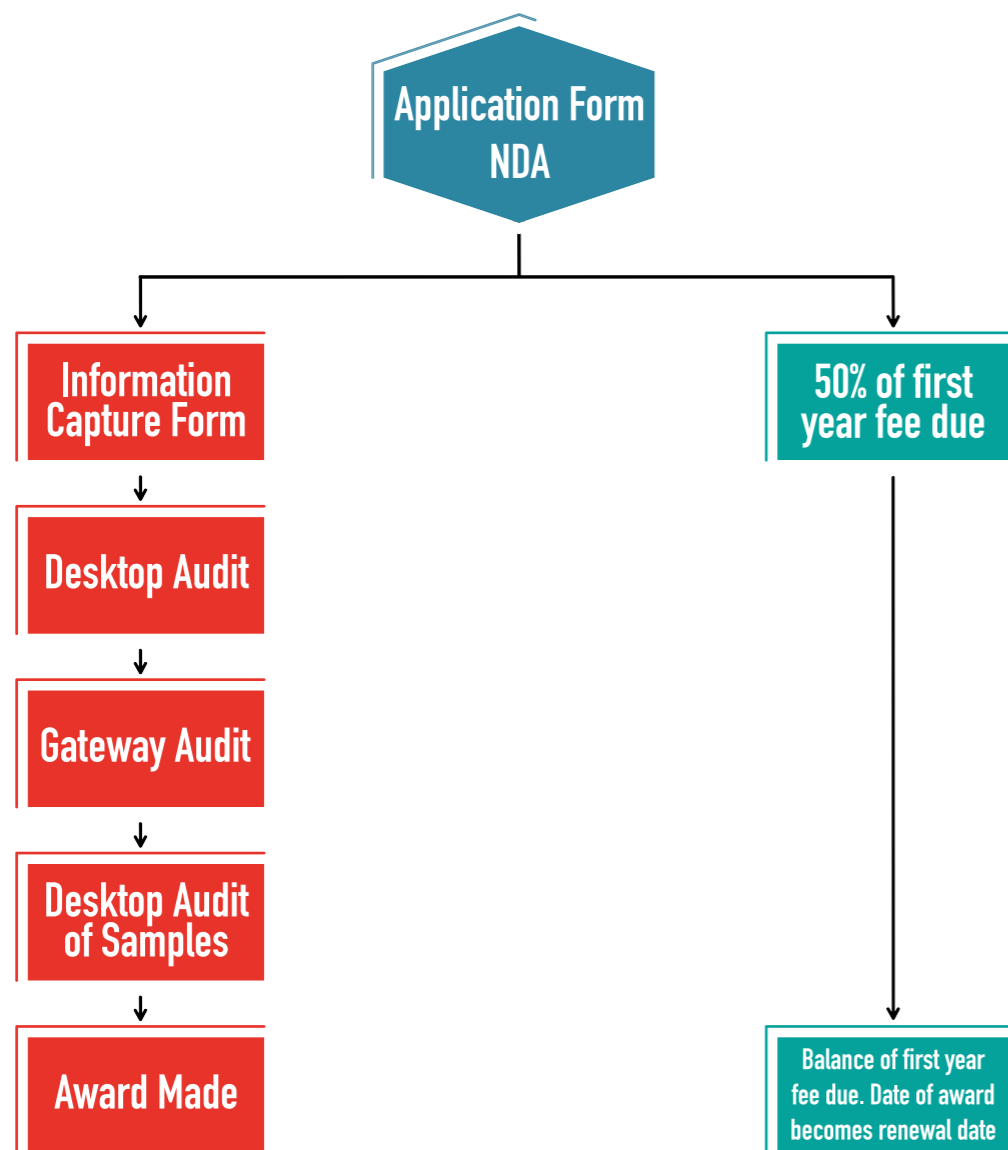 Application Form
NDA
Information
Capture Form
50% of first
year fee due
Desktop Audit
Gateway Audit
Desktop Audit
of Samples
Award Made
Balance of first year
fee due. Date of award
becomes renewal date